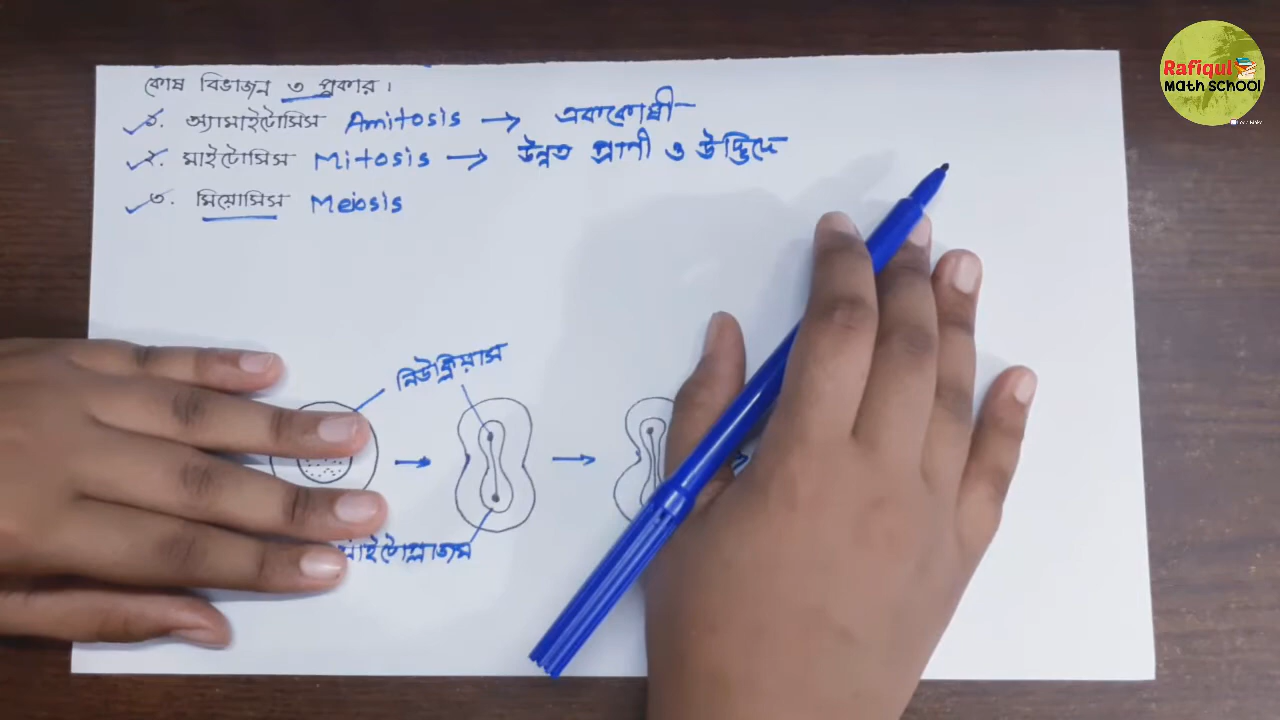 কোষ বিভাজন ৩ প্রকার।
১. অ্যামাইটোসিস Amitosis → এককোষী
২. মাইটোসিস Mitosis → উন্নত প্রাণী ও উদ্ভিদে
৩. মিয়োসিস Meiosis
নিউক্লিয়াস
সাইটোপ্লাজম
Rafiqul
Math School